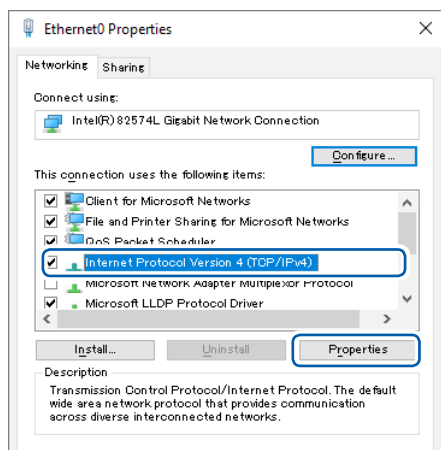 Ethernet0 Properties
Networking Sharing
Connect using:
Intel(R) 82574L Gigabit Network Connection
Configure...
This connection uses the following items:
Client for Microsoft Networks
File and Printer Sharing for Microsoft Networks
QoS Packet Scheduler
Internet Protocol Version 4 (TCP/IPv4)
Microsoft Network Adapter Multiplexor Protocol
Microsoft LLDP Protocol Driver
Install... Uninstall Properties
Description
Transmission Control Protocol/Internet Protocol. The default
wide area network protocol that provides communication
across diverse interconnected networks.